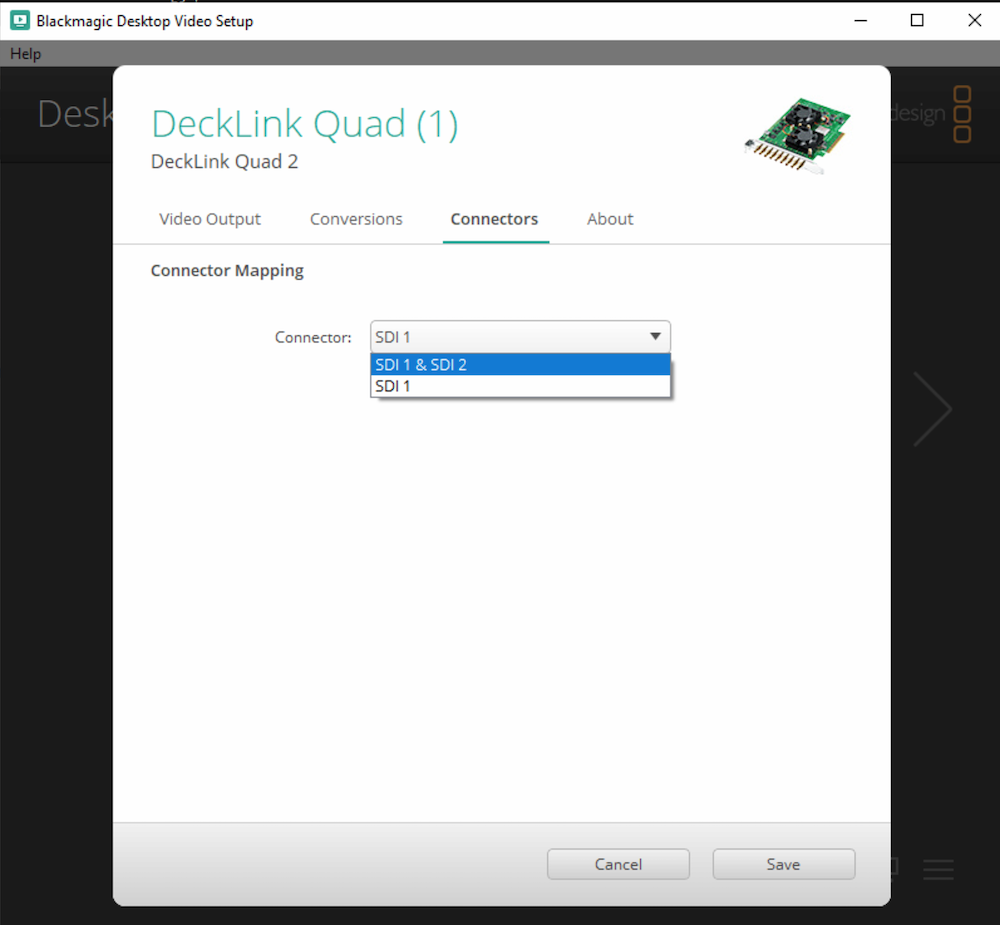 Blackmagic Desktop Video Setup
Help
Desk
design
DeckLink Quad (1)
DeckLink Quad 2
Video Output Conversions Connectors About
Connector Mapping
Connector: SDI 1
SDI 1 & SDI 2
SDI 1
Cancel Save